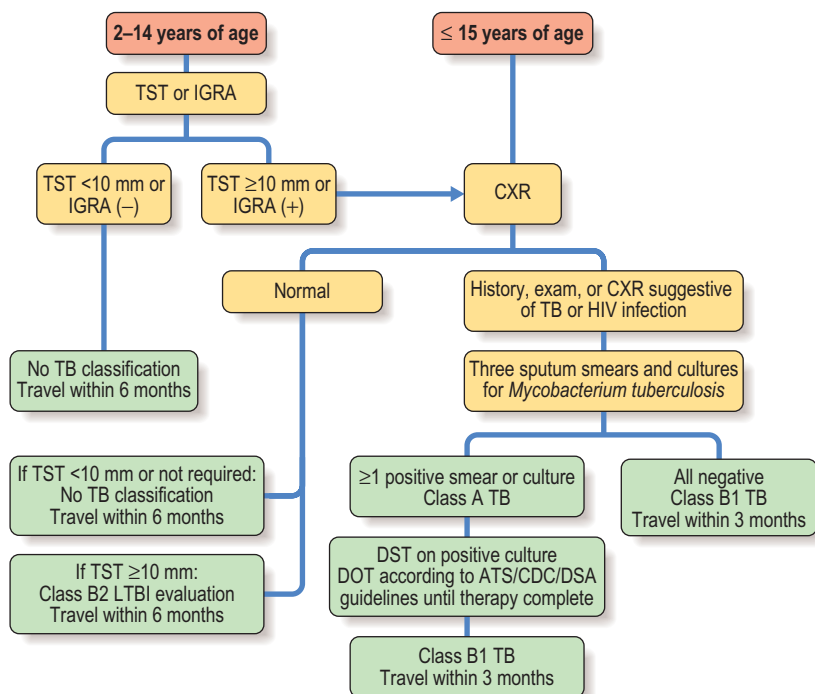 2–14 years of age
≤ 15 years of age
TST or IGRA
TST <10 mm or
IGRA (–)
TST ≥10 mm or
IGRA (+)
CXR
Normal
History, exam, or CXR suggestive
of TB or HIV infection
No TB classification
Travel within 6 months
Three sputum smears and cultures
for Mycobacterium tuberculosis
If TST <10 mm or not required:
No TB classification
Travel within 6 months
≥1 positive smear or culture
Class A TB
All negative
Class B1 TB
Travel within 3 months
If TST ≥10 mm:
Class B2 LTBI evaluation
Travel within 6 months
DST on positive culture
DOT according to ATS/CDC/DSA
guidelines until therapy complete
Class B1 TB
Travel within 3 months